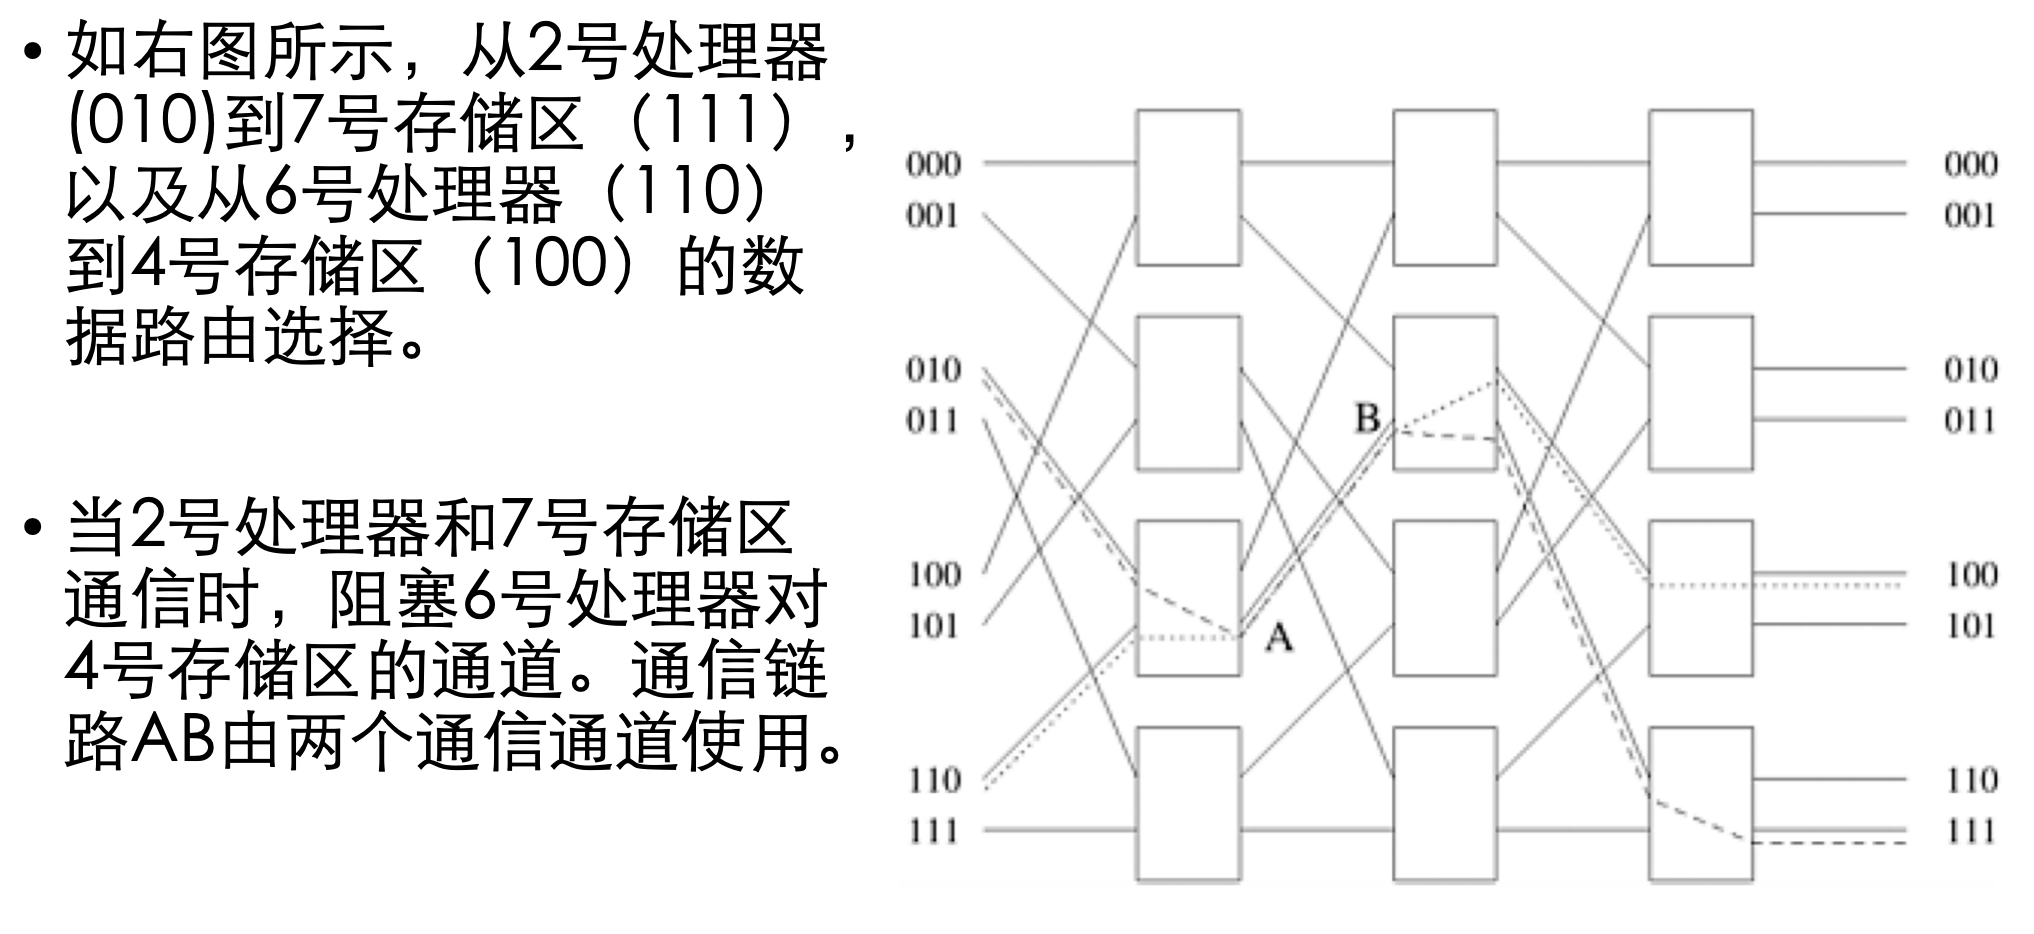 • 如右图所示，从2号处理器
(010)到7号存储区（111），
以及从6号处理器（110）
到4号存储区（100）的数
据路由选择。
• 当2号处理器和7号存储区
通信时，阻塞6号处理器对
4号存储区的通道。通信链
路AB由两个通信通道使用。
000
001
010
011
100
101
110
111
B
A
000
001
010
011
100
101
110
111